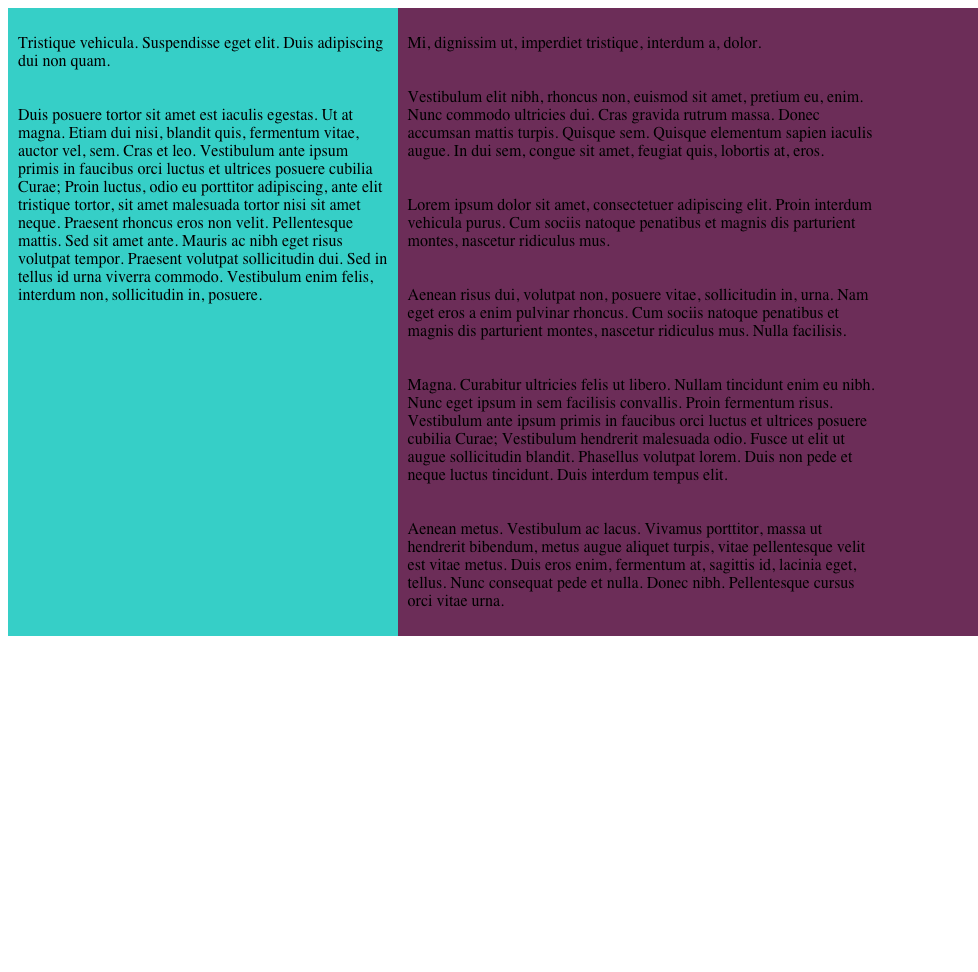 Tristique vehicula. Suspendisse eget elit. Duis adipiscing
dui non quam.
Duis posuere tortor sit amet est iaculis egestas. Ut at
magna. Etiam dui nisi, blandit quis, fermentum vitae,
auctor vel, sem. Cras et leo. Vestibulum ante ipsum
primis in faucibus orci luctus et ultrices posuere cubilia
Curae; Proin luctus, odio eu porttitor adipiscing, ante elit
tristique tortor, sit amet malesuada tortor nisi sit amet
neque. Praesent rhoncus eros non velit. Pellentesque
mattis. Sed sit amet ante. Mauris ac nibh eget risus
volutpat tempor. Praesent volutpat sollicitudin dui. Sed in
tellus id urna viverra commodo. Vestibulum enim felis,
interdum non, sollicitudin in, posuere.
Mi, dignissim ut, imperdiet tristique, interdum a, dolor.
Vestibulum elit nibh, rhoncus non, euismod sit amet, pretium eu, enim.
Nunc commodo ultricies dui. Cras gravida rutrum massa. Donec
accumsan mattis turpis. Quisque sem. Quisque elementum sapien iaculis
augue. In dui sem, congue sit amet, feugiat quis, lobortis at, eros.
Lorem ipsum dolor sit amet, consectetuer adipiscing elit. Proin interdum
vehicula purus. Cum sociis natoque penatibus et magnis dis parturient
montes, nascetur ridiculus mus.
Aenean risus dui, volutpat non, posuere vitae, sollicitudin in, urna. Nam
eget eros a enim pulvinar rhoncus. Cum sociis natoque penatibus et
magnis dis parturient montes, nascetur ridiculus mus. Nulla facilisis.
Magna. Curabitur ultricies felis ut libero. Nullam tincidunt enim eu nibh.
Nunc eget ipsum in sem facilisis convallis. Proin fermentum risus.
Vestibulum ante ipsum primis in faucibus orci luctus et ultrices posuere
cubilia Curae; Vestibulum hendrerit malesuada odio. Fusce ut elit ut
augue sollicitudin blandit. Phasellus volutpat lorem. Duis non pede et
neque luctus tincidunt. Duis interdum tempus elit.
Aenean metus. Vestibulum ac lacus. Vivamus porttitor, massa ut
hendrerit bibendum, metus augue aliquet turpis, vitae pellentesque velit
est vitae metus. Duis eros enim, fermentum at, sagittis id, lacinia eget,
tellus. Nunc consequat pede et nulla. Donec nibh. Pellentesque cursus
orci vitae urna.